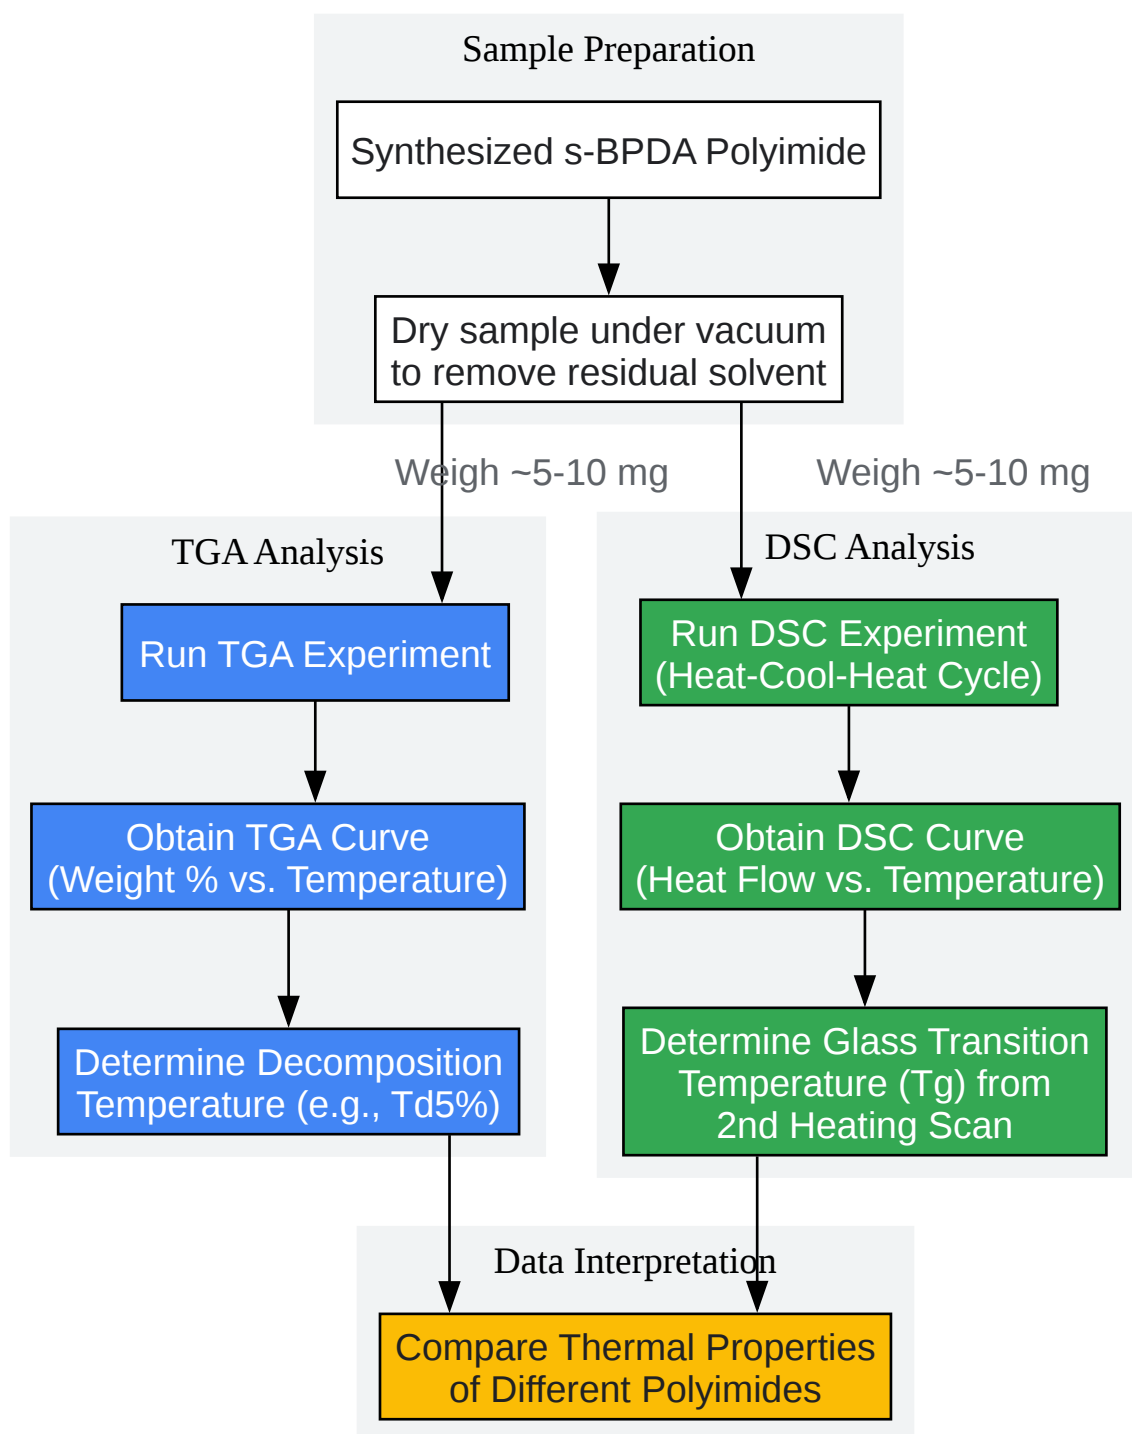 Sample Preparation
Synthesized s-BPDA Polyimide
Dry sample under vacuum
to remove residual solvent
Weigh ~5-10 mg
Weigh ~5-10 mg
TGA Analysis
Run TGA Experiment
Obtain TGA Curve
(Weight % vs. Temperature)
Determine Decomposition
Temperature (e.g., Td5%)
DSC Analysis
Run DSC Experiment
(Heat-Cool-Heat Cycle)
Obtain DSC Curve
(Heat Flow vs. Temperature)
Determine Glass Transition
Temperature (Tg) from
2nd Heating Scan
Data Interpretation
Compare Thermal Properties
of Different Polyimides